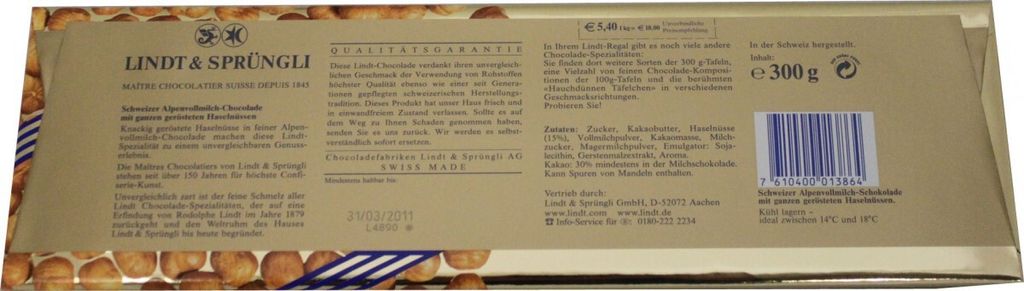 LINDT & SPRÜNGLI
MAÎTRE CHOCOLATIER SUISSE DEPUIS 1845
Schweizer Alpenvollmilch-Chocolade
mit ganzen gerösteten Haselnüssen
Knackig geröstete Haselnüsse in feiner Alpen-
vollmilch-Chocolade machen diese Lindt-
Spezialität zu einem unvergleichbaren Genuss-
erlebnis.
Die Maîtres Chocolatiers von Lindt & Sprüngli
stehen seit über 150 Jahren für höchste Confi-
serie-Kunst.
Unvergleichlich zart ist der feine Schmelz aller
Lindt Chocolade-Spezialitäten, der auf eine
Erfindung von Rodolphe Lindt im Jahre 1879
zurückgeht und den Weltruhm des Hauses
Lindt & Sprüngli bis heute begründet.
QUALITÄTSGARANTIE
Diese Lindt-Chocolade verdankt ihren unvergleich-
lichen Geschmack der Verwendung von Rohstoffen
höchster Qualität ebenso wie einer seit Genera-
tionen gepflegten schweizerischen Herstellungs-
tradition. Dieses Produkt hat unser Haus frisch und
in einwandfreiem Zustand verlassen. Sollte es auf
dem Weg zu Ihnen Schaden genommen haben,
senden Sie es uns zurück. Wir werden es selbst-
verständlich sofort ersetzen.
Chocoladefabriken Lindt & Sprüngli AG
SWISS MADE
Mindestens haltbar bis:
31/03/2011
L4890
€ 5,40 1kg= € 18,00 Unverbindliche
Preisempfehlung
In Ihrem Lindt-Regal gibt es noch viele andere
Chocolade-Spezialitäten:
Sie finden dort weitere Sorten der 300 g-Tafeln,
eine Vielzahl von feinen Chocolade-Komposi-
tionen der 100g-Tafeln und die berühmten
«Hauchdünnen Täfelchen» in verschiedenen
Geschmacksrichtungen.
Probieren Sie!
Zutaten: Zucker, Kakaobutter, Haselnüsse
(15%), Vollmilchpulver, Kakaomasse, Milch-
zucker, Magermilchpulver, Emulgator: Soja-
lecithin, Gerstenmalzextrakt, Aroma.
Kakao: 30% mindestens in der Milchschokolade.
Kann Spuren von Mandeln enthalten.
Vertrieb durch:
Lindt & Sprüngli GmbH, D-52072 Aachen
www.lindt.com www.lindt.de
☎ Info-Service für D: 0180-222 2234
In der Schweiz hergestellt.
Inhalt:
℮ 300 g
7 610400 013864
Schweizer Alpenvollmilch-Schokolade
mit ganzen gerösteten Haselnüssen.
Kühl lagern –
ideal zwischen 14°C und 18°C